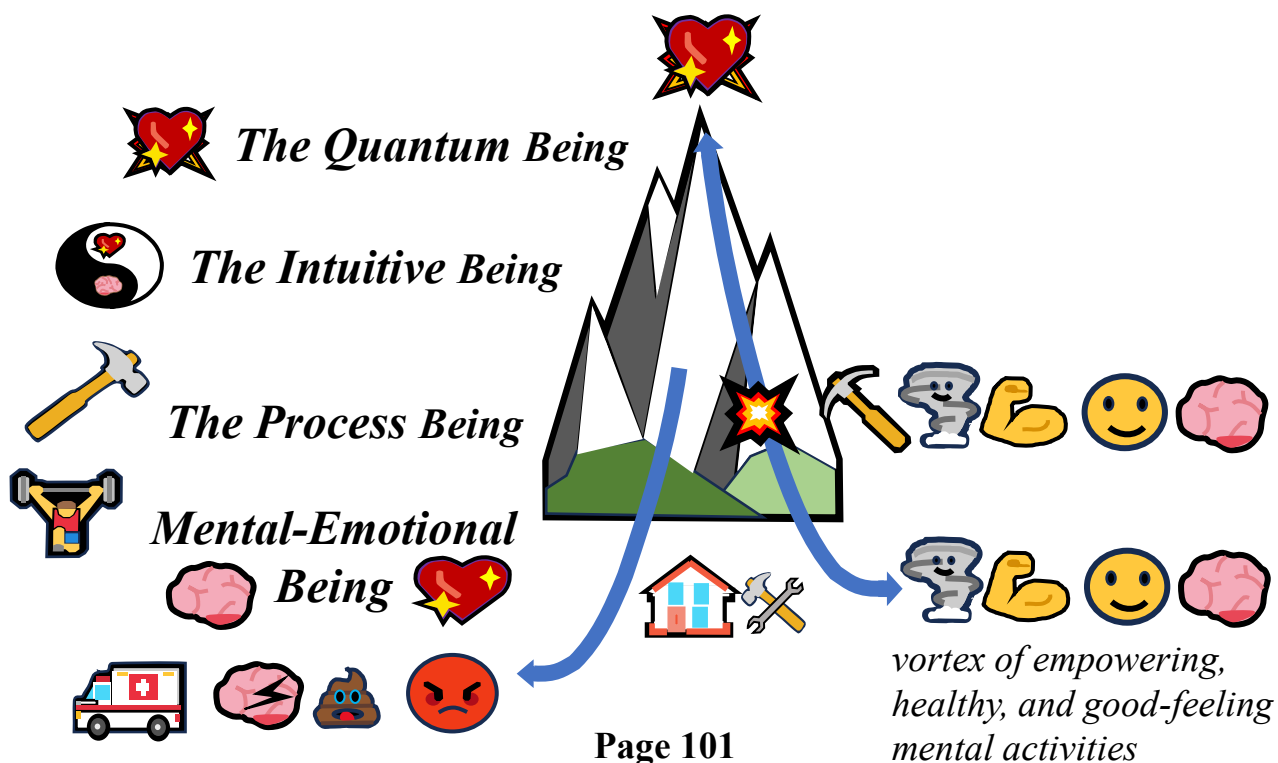 The Quantum Being
The Intuitive Being
The Process Being
Mental-Emotional
Being
vortex of empowering,
healthy, and good-feeling
mental activities
Page 101